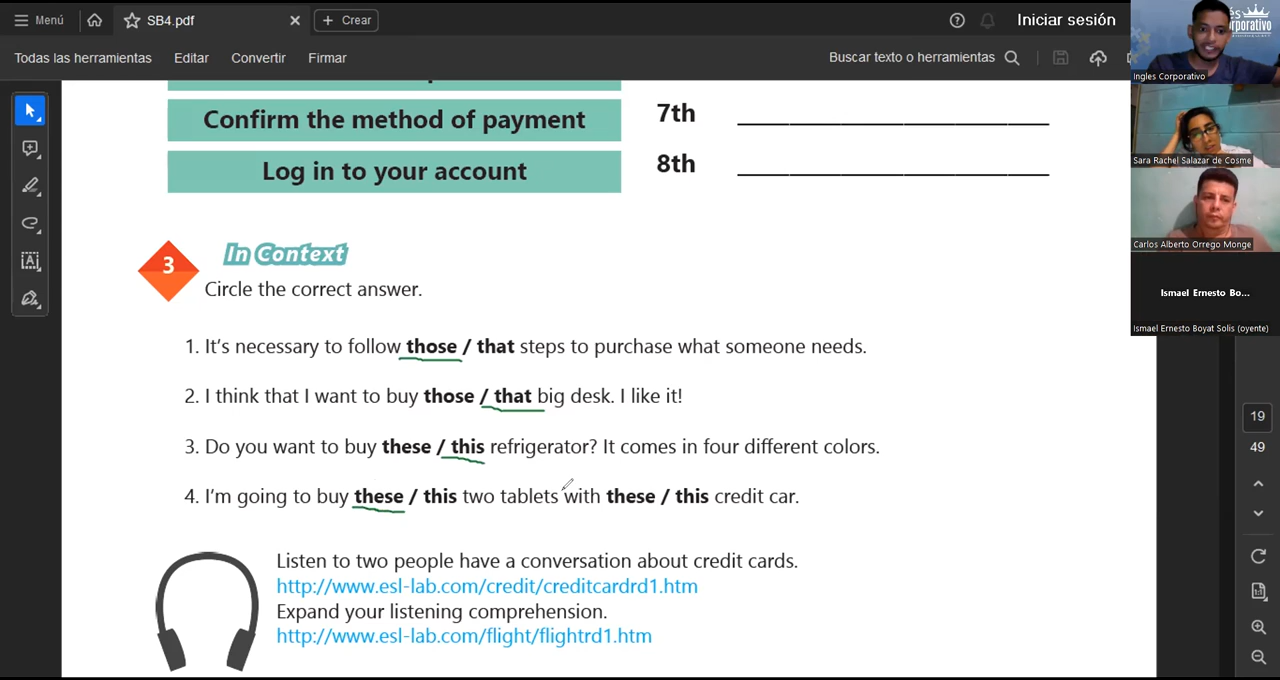 Menú
SB4.pdf
+ Crear
Iniciar sesión
Todas las herramientas
Editar
Convertir
Firmar
Buscar texto o herramientas
Confirm the method of payment
7th
Log in to your account
8th
3
In Context
Circle the correct answer.
1. It's necessary to follow those / that steps to purchase what someone needs.
2. I think that I want to buy those / that big desk. I like it!
3. Do you want to buy these / this refrigerator? It comes in four different colors.
4. I'm going to buy these / this two tablets with these / this credit car.
Listen to two people have a conversation about credit cards.
http://www.esl-lab.com/credit/creditcardrd1.htm
Expand your listening comprehension.
http://www.esl-lab.com/flight/flightrd1.htm
Ingles Corporativo
Sara Rachel Salazar de Cosme
Carlos Alberto Orrego Monge
Ismael Ernesto Bo...
Ismael Ernesto Boyat Solis (oyente)
19
49